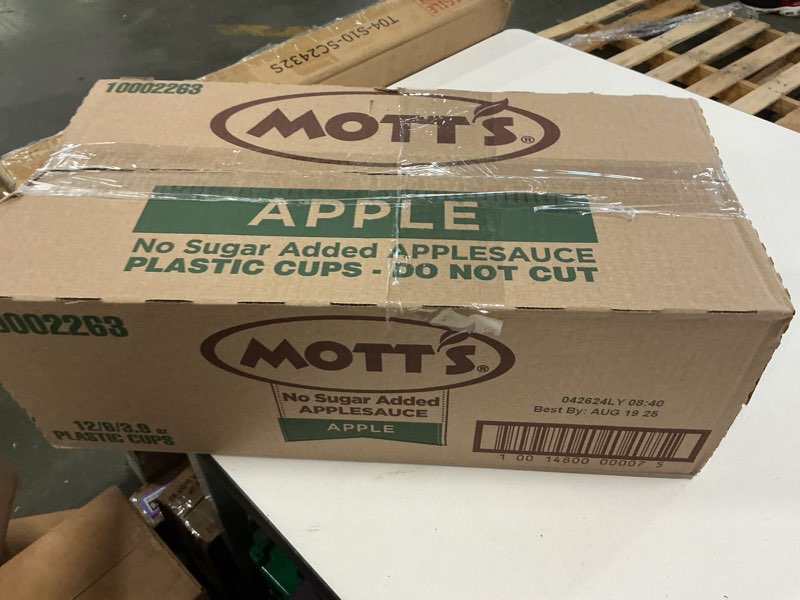 T04-S10-SC24325
10002263
MOTT'S®
APPLE
No Sugar Added APPLESAUCE
PLASTIC CUPS - DO NOT CUT
10002263
MOTT'S®
No Sugar Added
APPLESAUCE
APPLE
12/6/3.9 oz
PLASTIC CUPS
042624LY 08:40
Best By: AUG 19 25
1 00 14800 00007 5